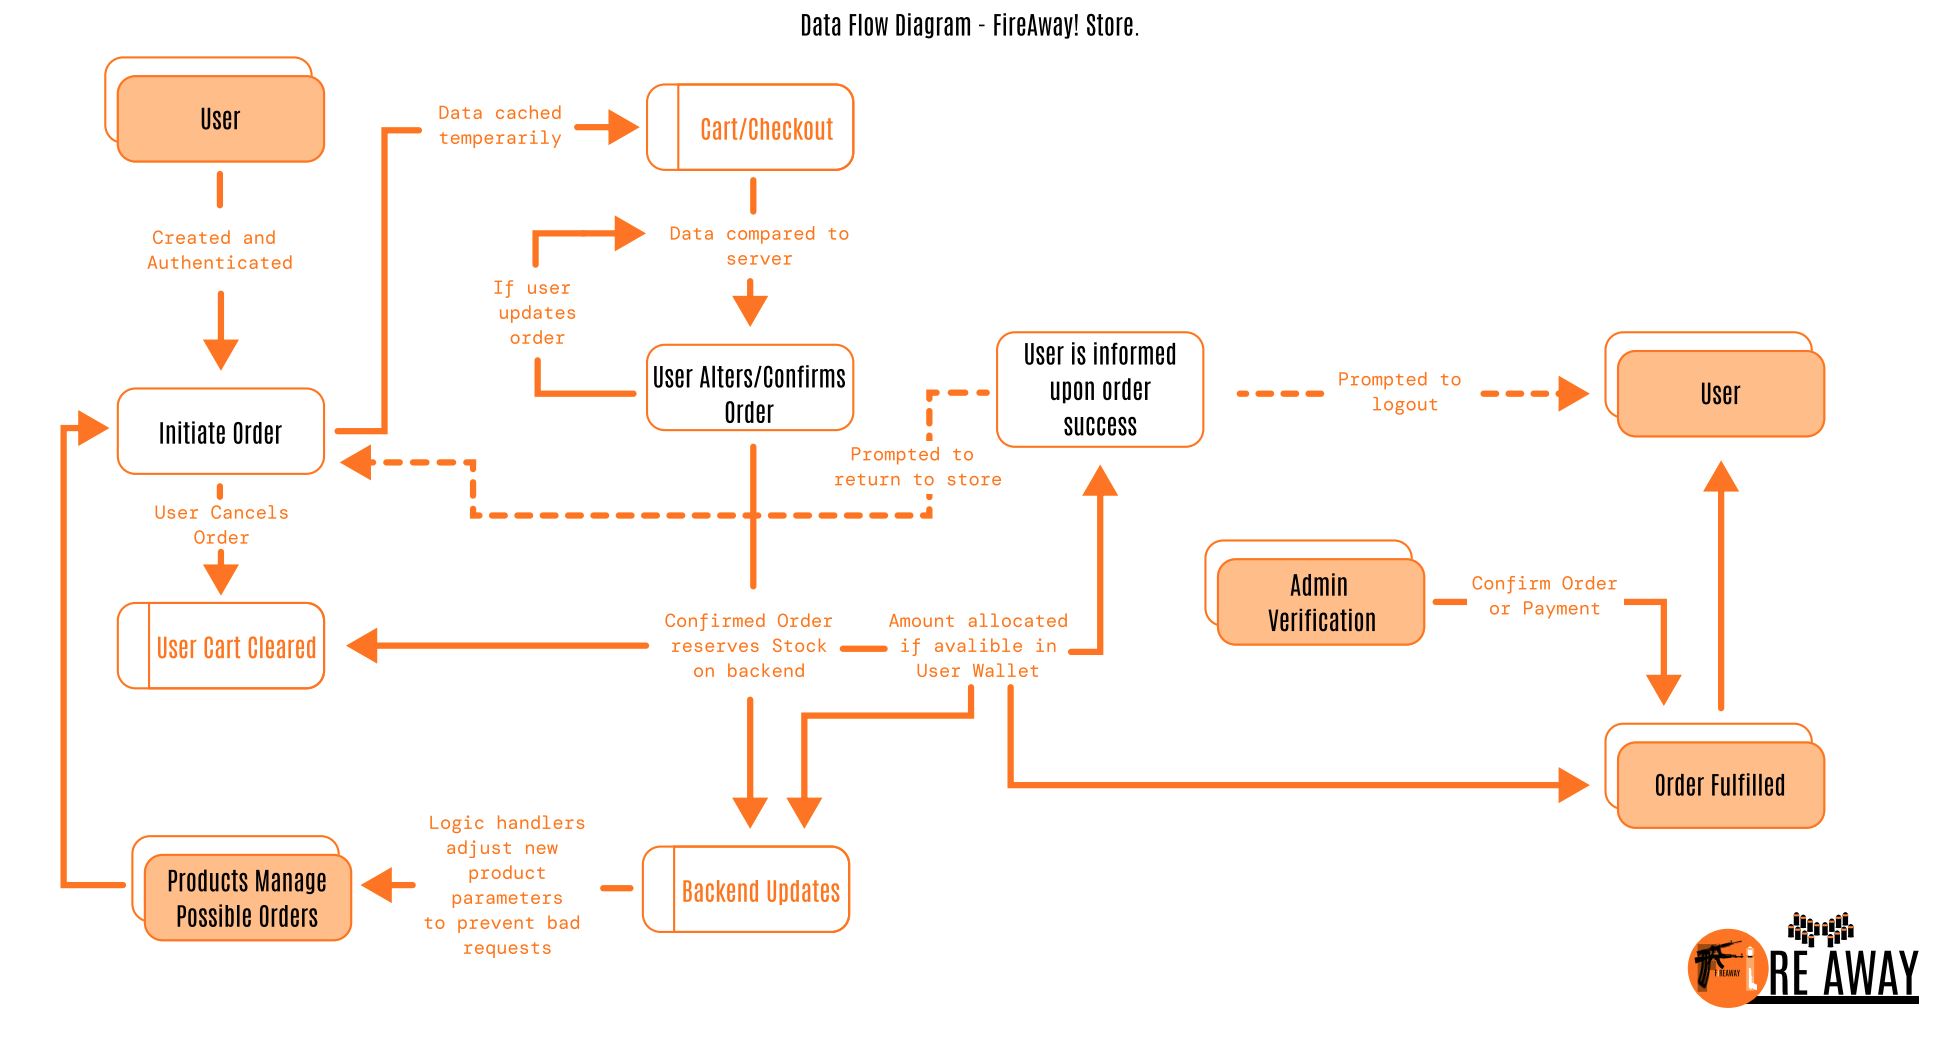 Data Flow Diagram - FireAway! Store.
User
Created and
Authenticated
Initiate Order
User Cancels
Order
User Cart Cleared
Data cached
temperarily
Cart/Checkout
Data compared to
server
If user
updates
order
User Alters/Confirms
Order
Prompted to
return to store
User is informed
upon order
success
Prompted to
logout
User
Admin
Verification
Confirm Order
or Payment
Confirmed Order
reserves Stock
on backend
Amount allocated
if avalible in
User Wallet
Order Fulfilled
Backend Updates
Logic handlers
adjust new
product
parameters
to prevent bad
requests
Products Manage
Possible Orders
FIREAWAY
RE AWAY